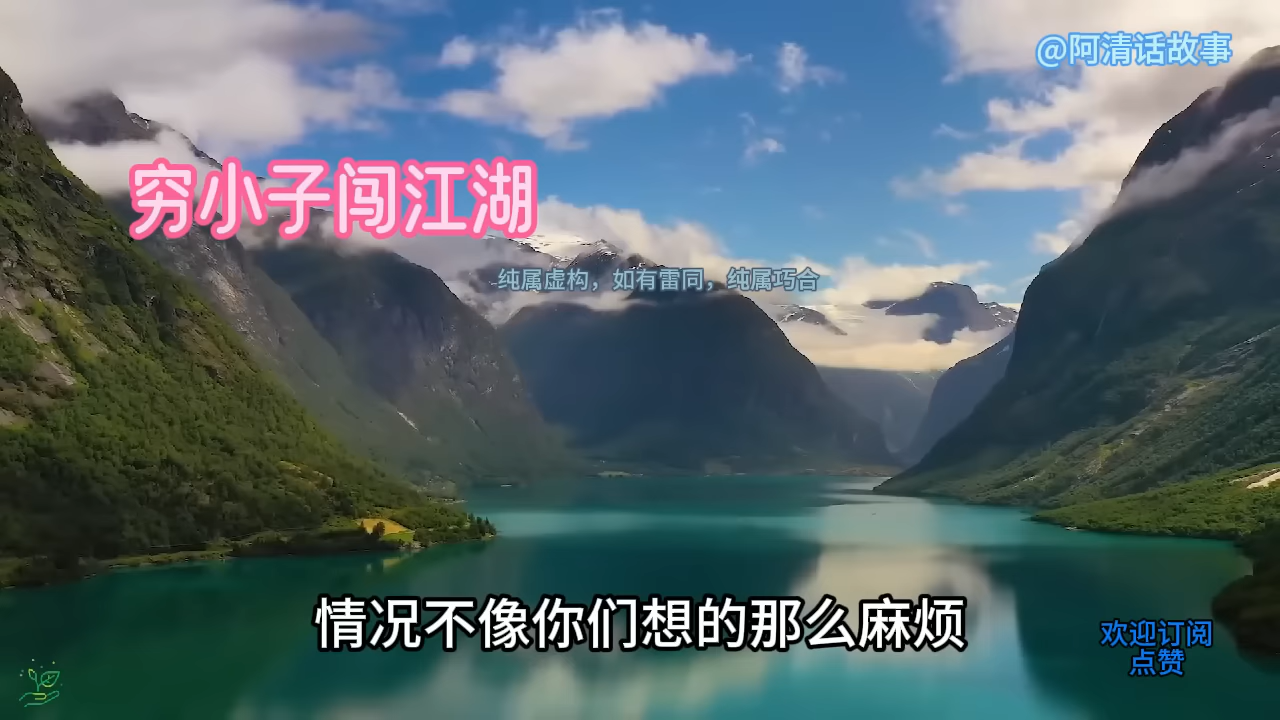 @阿清话故事
穷小子闯江湖
纯属虚构，如有雷同，纯属巧合
情况不像你们想的那么麻烦
欢迎订阅
点赞